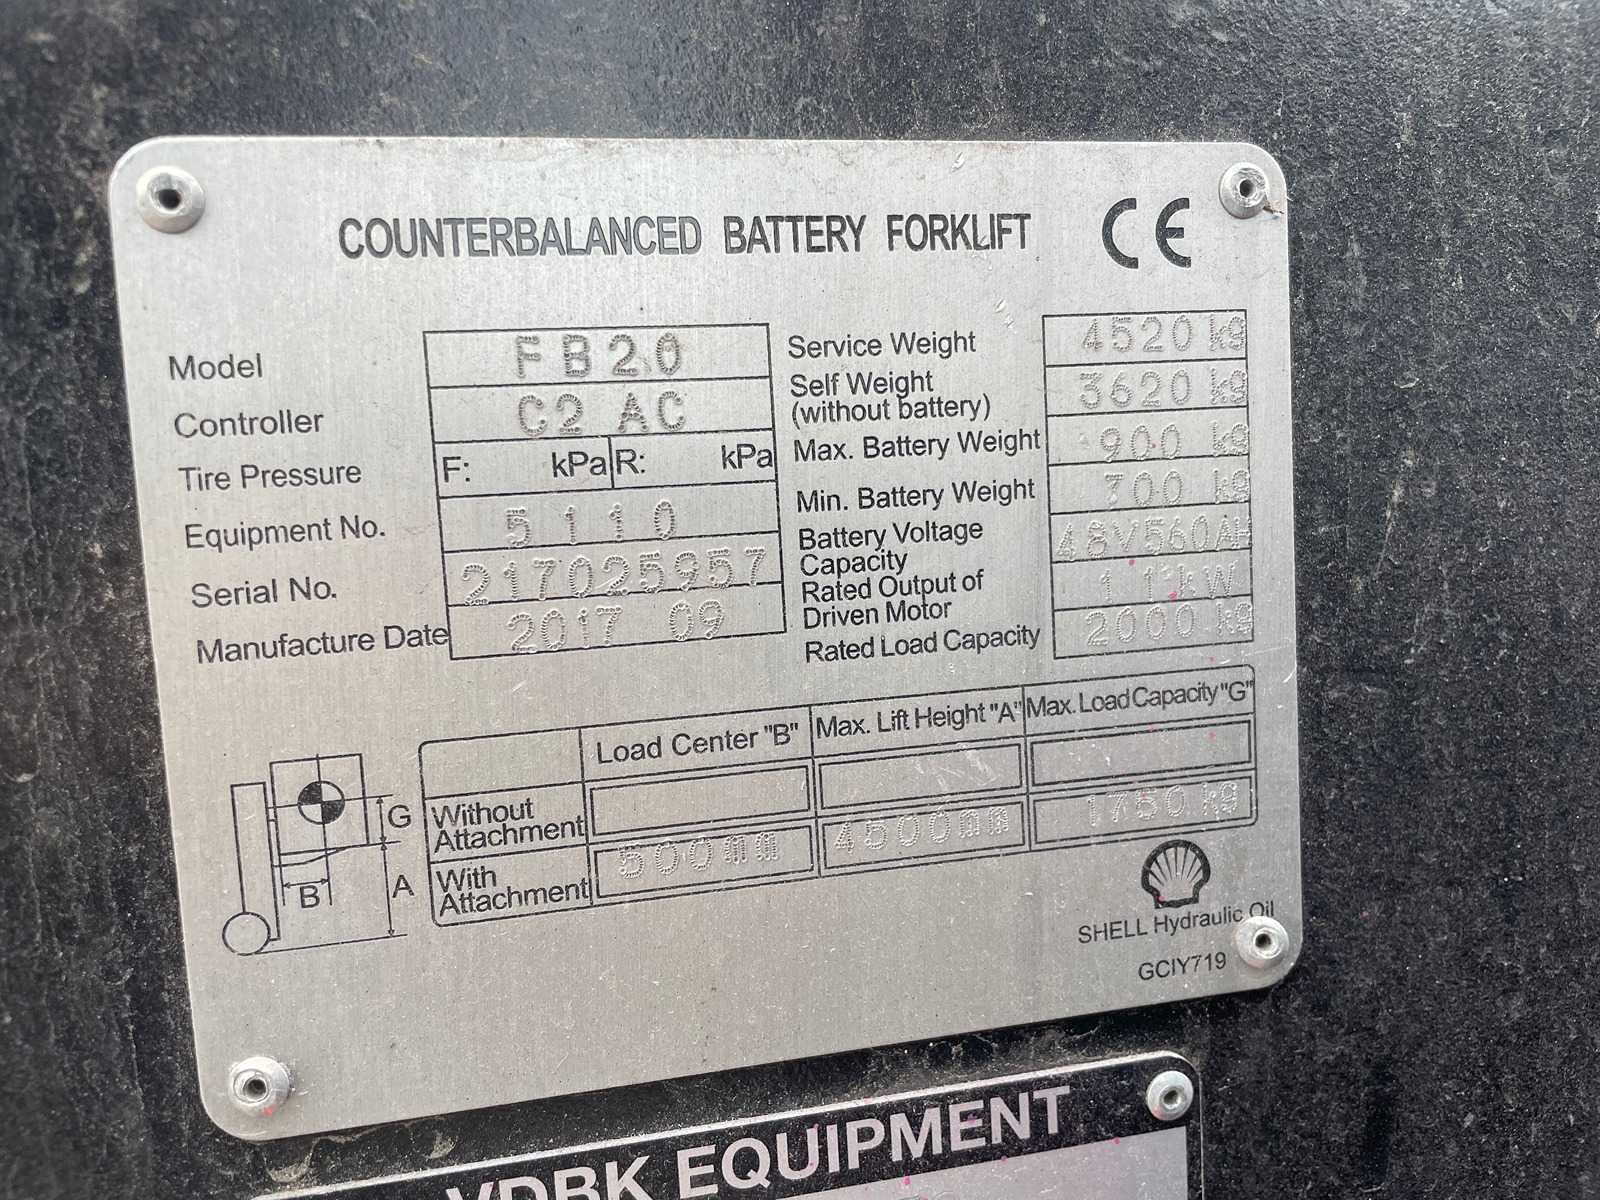 COUNTERBALANCED BATTERY FORKLIFT CE
Model FB20
Controller C2 AC
Tire Pressure F: kPa R: kPa
Equipment No. 5110
Serial No. 217025957
Manufacture Date 2017 09
Service Weight 4520 kg
Self Weight (without battery) 3620 kg
Max. Battery Weight 900 kg
Min. Battery Weight 700 kg
Battery Voltage Capacity 48V560AH
Rated Output of Driven Motor 11kW
Rated Load Capacity 2000 kg
Load Center "B" Max. Lift Height "A" Max. Load Capacity "G"
Without Attachment
With Attachment 500mm 4500mm 1750 kg
G
B
A
SHELL Hydraulic Oil
GCIY719
VDBK EQUIPMENT